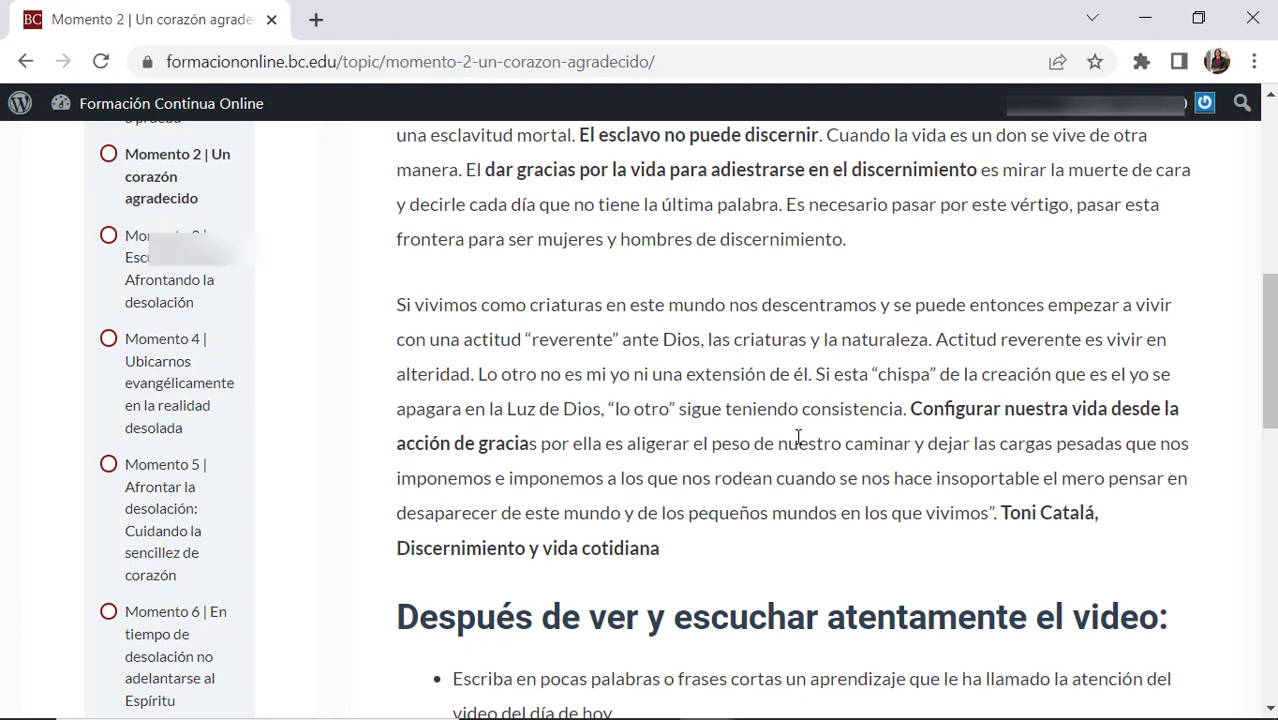 BC Momento 2 | Un corazón agrade
formaciononline.bc.edu/topic/momento-2-un-corazon-agradecido/
Formación Continua Online
a prueba
Momento 2 | Un
corazón
agradecido
Afrontando la
desolación
Momento 4 |
Ubicarnos
evangélicamente
en la realidad
desolada
Momento 5 |
Afrontar la
desolación:
Cuidando la
sencillez de
corazón
Momento 6 | En
tiempo de
desolación no
adelantarse al
Espíritu
una esclavitud mortal. El esclavo no puede discernir. Cuando la vida es un don se vive de otra
manera. El dar gracias por la vida para adiestrarse en el discernimiento es mirar la muerte de cara
y decirle cada día que no tiene la última palabra. Es necesario pasar por este vértigo, pasar esta
frontera para ser mujeres y hombres de discernimiento.
Si vivimos como criaturas en este mundo nos descentramos y se puede entonces empezar a vivir
con una actitud “reverente” ante Dios, las criaturas y la naturaleza. Actitud reverente es vivir en
alteridad. Lo otro no es mi yo ni una extensión de él. Si esta “chispa” de la creación que es el yo se
apagara en la Luz de Dios, “lo otro” sigue teniendo consistencia. Configurar nuestra vida desde la
acción de gracias por ella es aligerar el peso de nuestro caminar y dejar las cargas pesadas que nos
imponemos e imponemos a los que nos rodean cuando se nos hace insoportable el mero pensar en
desaparecer de este mundo y de los pequeños mundos en los que vivimos”. Toni Catalá,
Discernimiento y vida cotidiana
Después de ver y escuchar atentamente el video:
• Escriba en pocas palabras o frases cortas un aprendizaje que le ha llamado la atención del
video del día de hoy